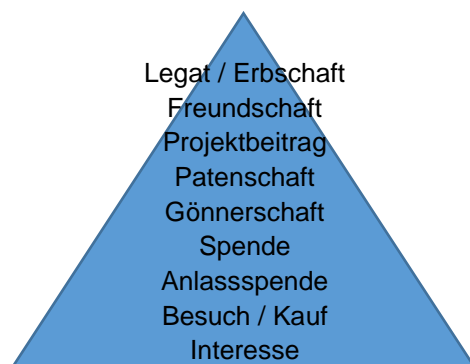 Legat / Erbschaft
Freundschaft
Projektbeitrag
Patenschaft
Gönnerschaft
Spende
Anlassspende
Besuch / Kauf
Interesse